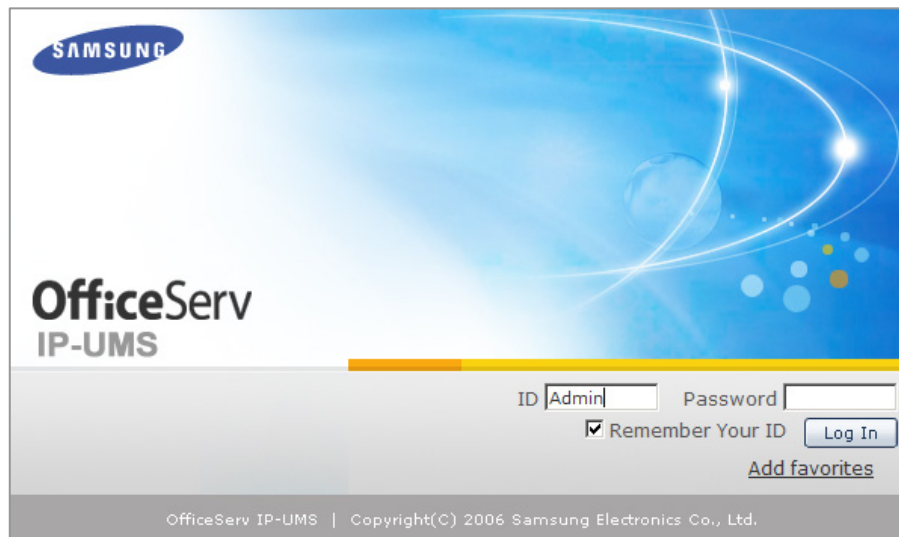 SAMSUNG
OfficeServ
IP-UMS
ID Admin Password
Remember Your ID Log In
Add favorites
OfficeServ IP-UMS | Copyright(C) 2006 Samsung Electronics Co., Ltd.